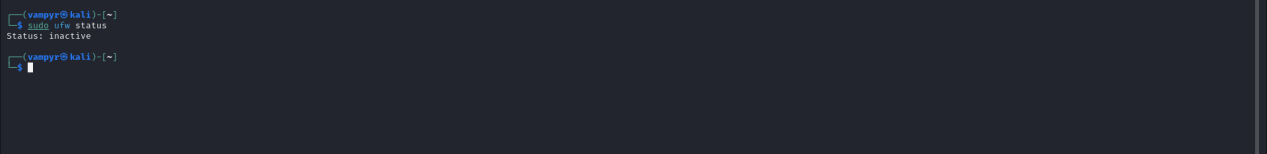 ┌──(vampyr㉿kali)-[~]
└─$ sudo ufw status
Status: inactive
┌──(vampyr㉿kali)-[~]
└─$